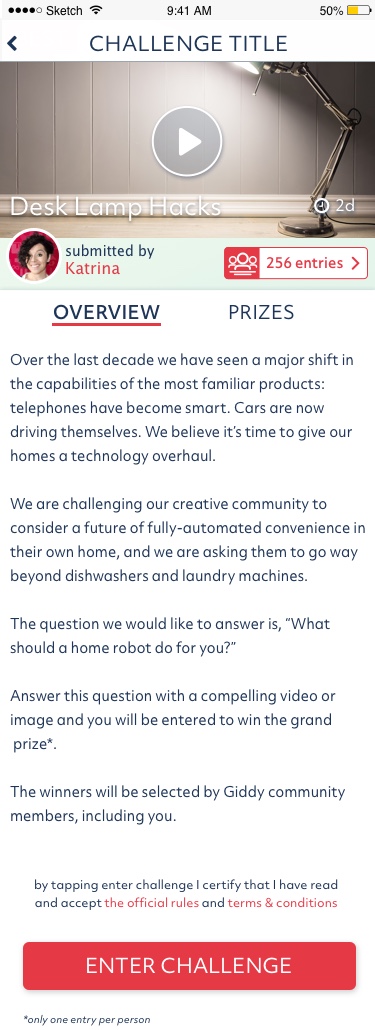 Sketch
9:41 AM
50%
CHALLENGE TITLE
Desk Lamp Hacks
2d
submitted by
Katrina
256 entries
OVERVIEW
PRIZES
Over the last decade we have seen a major shift in
the capabilities of the most familiar products:
telephones have become smart. Cars are now
driving themselves. We believe it's time to give our
homes a technology overhaul.
We are challenging our creative community to
consider a future of fully-automated convenience in
their own home, and we are asking them to go way
beyond dishwashers and laundry machines.
The question we would like to answer is, “What
should a home robot do for you?”
Answer this question with a compelling video or
image and you will be entered to win the grand
prize*.
The winners will be selected by Giddy community
members, including you.
by tapping enter challenge I certify that I have read
and accept the official rules and terms & conditions
ENTER CHALLENGE
*only one entry per person